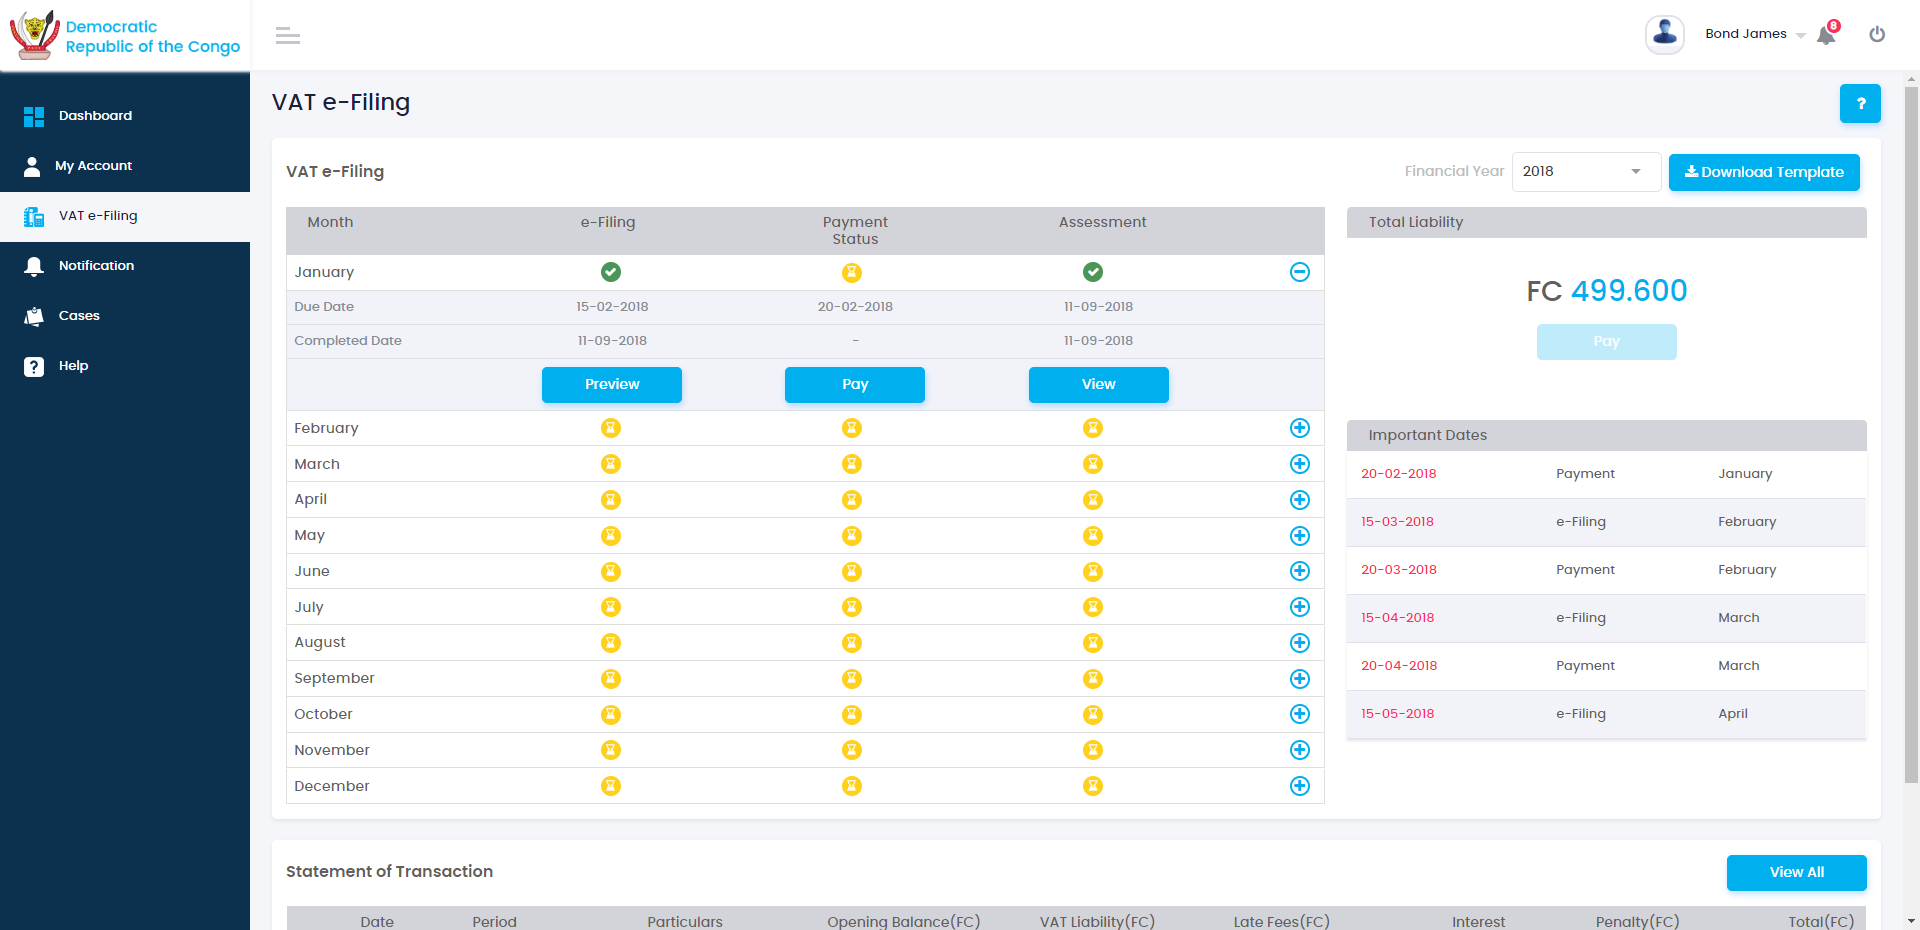 Democratic
Republic of the Congo
Bond James
8
Dashboard
My Account
VAT e-Filing
Notification
Cases
Help
VAT e-Filing
?
VAT e-Filing
Financial Year 2018 Download Template
Month e-Filing Payment Status Assessment
January
Due Date 15-02-2018 20-02-2018 11-09-2018
Completed Date 11-09-2018 - 11-09-2018
Preview Pay View
February
March
April
May
June
July
August
September
October
November
December
Total Liability
FC 499.600
Pay
Important Dates
20-02-2018 Payment January
15-03-2018 e-Filing February
20-03-2018 Payment February
15-04-2018 e-Filing March
20-04-2018 Payment March
15-05-2018 e-Filing April
Statement of Transaction
View All
Date Period Particulars Opening Balance(FC) VAT Liability(FC) Late Fees(FC) Interest Penalty(FC) Total(FC)